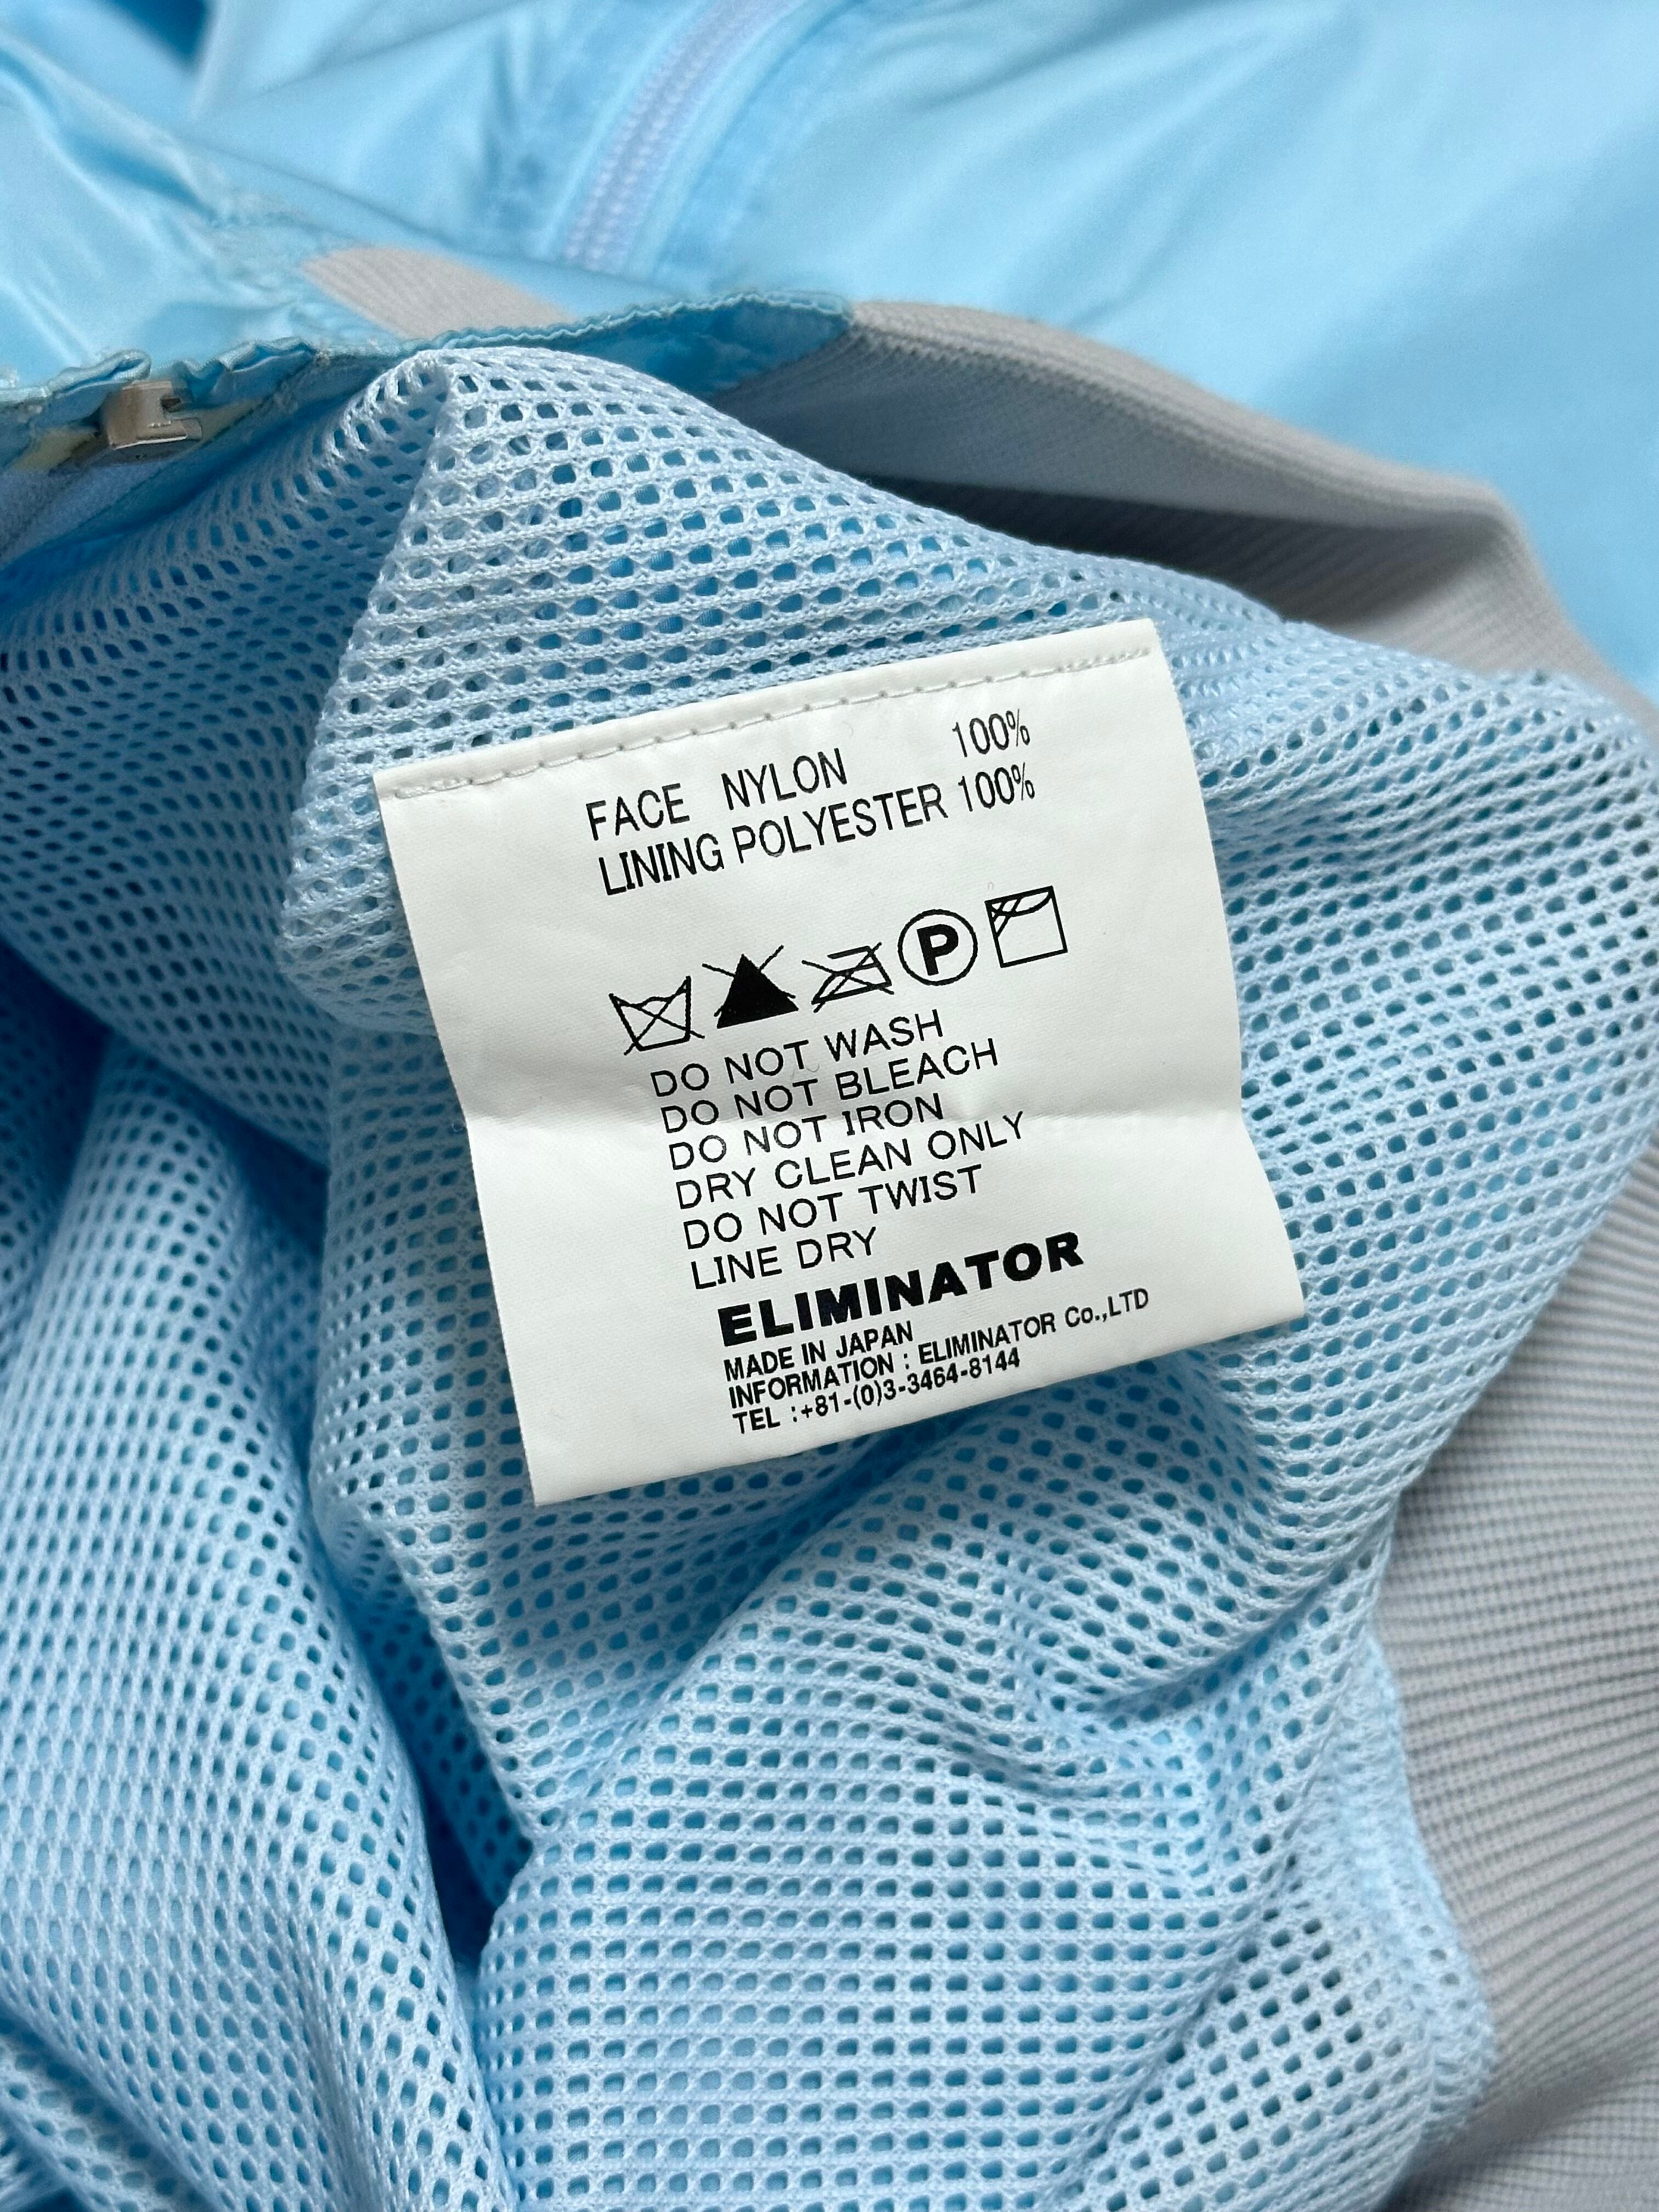 FACE NYLON 100%
LINING POLYESTER 100%
P
DO NOT WASH
DO NOT BLEACH
DO NOT IRON
DRY CLEAN ONLY
DO NOT TWIST
LINE DRY
ELIMINATOR
MADE IN JAPAN
INFORMATION : ELIMINATOR Co.,LTD
TEL :+81-(0)3-3464-8144